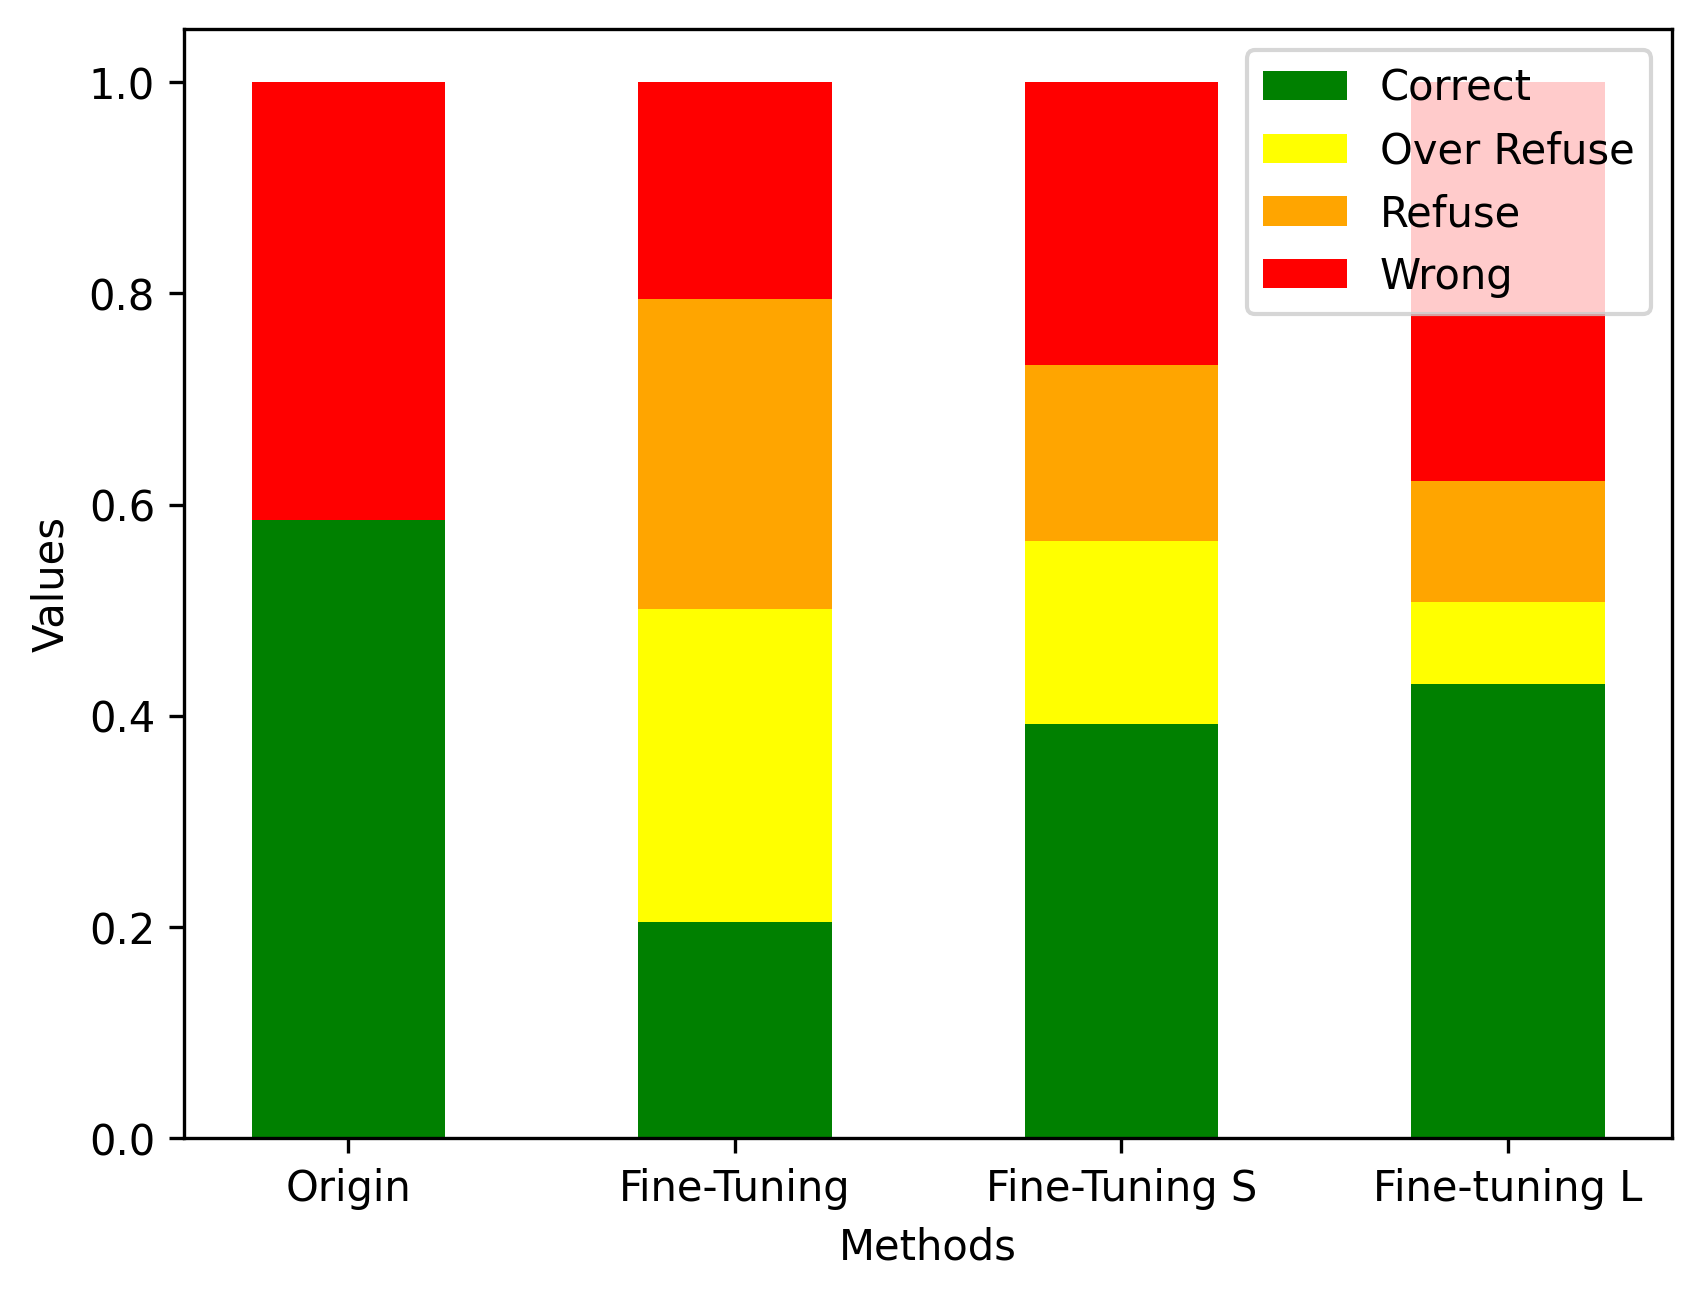 Correct
Over Refuse
Refuse
Wrong
1.0
0.8
0.6
0.4
0.2
0.0
Values
Origin
Fine-Tuning
Fine-Tuning S
Fine-tuning L
Methods